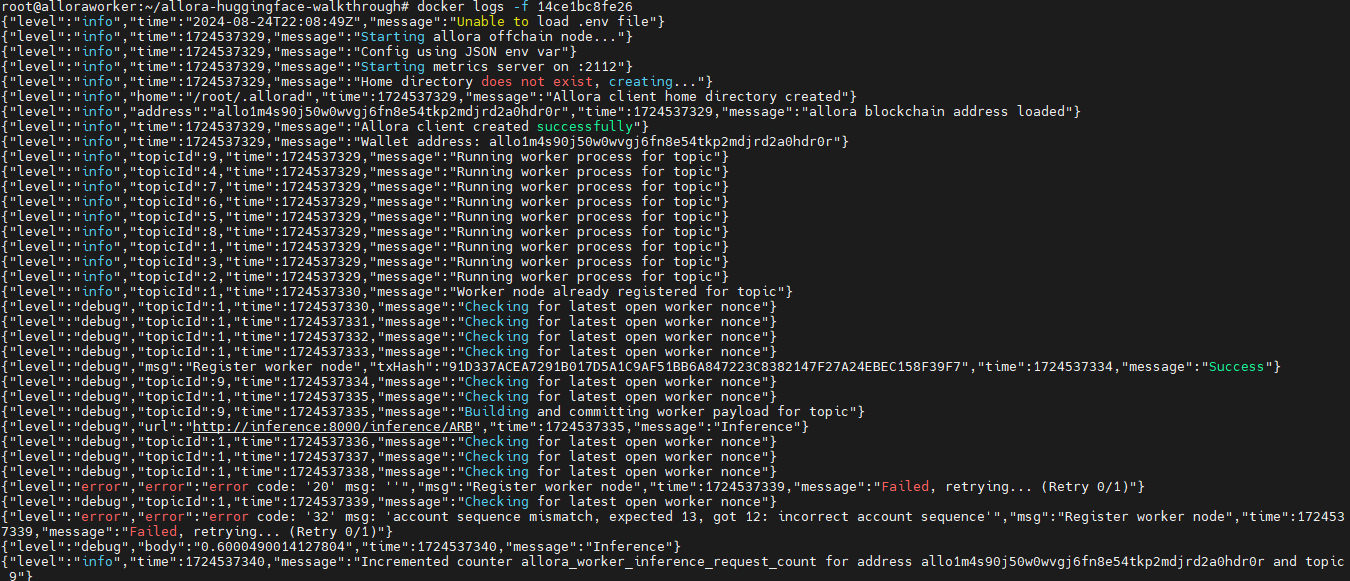 root@alloraworker:~/allora-huggingface-walkthrough# docker logs -f 14ce1bc8fe26
{"level":"info","time":"2024-08-24T22:08:49Z","message":"Unable to load .env file"}
{"level":"info","time":1724537329,"message":"Starting allora offchain node..."}
{"level":"info","time":1724537329,"message":"Config using JSON env var"}
{"level":"info","time":1724537329,"message":"Starting metrics server on :2112"}
{"level":"info","time":1724537329,"message":"Home directory does not exist, creating..."}
{"level":"info","home":"/root/.allorad","time":1724537329,"message":"Allora client home directory created"}
{"level":"info","address":"allo1m4s90j50w0wvgj6fn8e54tkp2mdjrd2a0hdr0r","time":1724537329,"message":"allora blockchain address loaded"}
{"level":"info","time":1724537329,"message":"Allora client created successfully"}
{"level":"info","time":1724537329,"message":"Wallet address: allo1m4s90j50w0wvgj6fn8e54tkp2mdjrd2a0hdr0r"}
{"level":"info","topicId":9,"time":1724537329,"message":"Running worker process for topic"}
{"level":"info","topicId":4,"time":1724537329,"message":"Running worker process for topic"}
{"level":"info","topicId":7,"time":1724537329,"message":"Running worker process for topic"}
{"level":"info","topicId":6,"time":1724537329,"message":"Running worker process for topic"}
{"level":"info","topicId":5,"time":1724537329,"message":"Running worker process for topic"}
{"level":"info","topicId":8,"time":1724537329,"message":"Running worker process for topic"}
{"level":"info","topicId":1,"time":1724537329,"message":"Running worker process for topic"}
{"level":"info","topicId":3,"time":1724537329,"message":"Running worker process for topic"}
{"level":"info","topicId":2,"time":1724537329,"message":"Running worker process for topic"}
{"level":"info","topicId":1,"time":1724537330,"message":"Worker node already registered for topic"}
{"level":"debug","topicId":1,"time":1724537330,"message":"Checking for latest open worker nonce"}
{"level":"debug","topicId":1,"time":1724537331,"message":"Checking for latest open worker nonce"}
{"level":"debug","topicId":1,"time":1724537332,"message":"Checking for latest open worker nonce"}
{"level":"debug","topicId":1,"time":1724537333,"message":"Checking for latest open worker nonce"}
{"level":"debug","msg":"Register worker node","txHash":"91D337ACEA7291B017D5A1C9AF51BB6A847223C8382147F27A24EBEC158F39F7","time":1724537334,"message":"Success"}
{"level":"debug","topicId":9,"time":1724537334,"message":"Checking for latest open worker nonce"}
{"level":"debug","topicId":1,"time":1724537335,"message":"Checking for latest open worker nonce"}
{"level":"debug","topicId":9,"time":1724537335,"message":"Building and committing worker payload for topic"}
{"level":"debug","url":"http://inference:8000/inference/ARB","time":1724537335,"message":"Inference"}
{"level":"debug","topicId":1,"time":1724537336,"message":"Checking for latest open worker nonce"}
{"level":"debug","topicId":1,"time":1724537337,"message":"Checking for latest open worker nonce"}
{"level":"debug","topicId":1,"time":1724537338,"message":"Checking for latest open worker nonce"}
{"level":"error","error":"error code: '20' msg: ''","msg":"Register worker node","time":1724537339,"message":"Failed, retrying... (Retry 0/1)"}
{"level":"debug","topicId":1,"time":1724537339,"message":"Checking for latest open worker nonce"}
{"level":"error","error":"error code: '32' msg: 'account sequence mismatch, expected 13, got 12: incorrect account sequence'","msg":"Register worker node","time":172453
7339,"message":"Failed, retrying... (Retry 0/1)"}
{"level":"debug","body":"0.6000490014127804","time":1724537340,"message":"Inference"}
{"level":"info","time":1724537340,"message":"Incremented counter allora_worker_inference_request_count for address allo1m4s90j50w0wvgj6fn8e54tkp2mdjrd2a0hdr0r and topic
 9"}